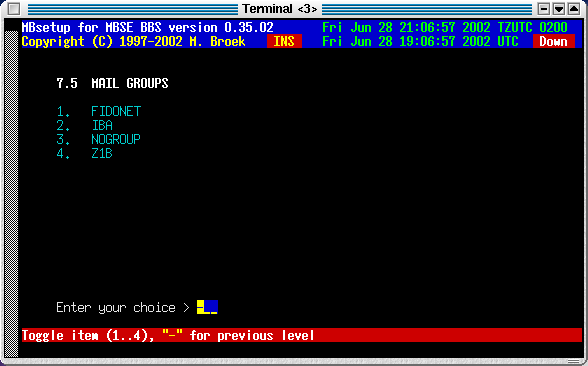 Terminal <3>
MBsetup for MBSE BBS version 0.35.02 Fri Jun 28 21:06:57 2002 TZUTC 0200
Copyright (C) 1997-2002 M. Broek INS Fri Jun 28 19:06:57 2002 UTC Down
7.5 MAIL GROUPS
1. FIDONET
2. IBA
3. NOGROUP
4. Z1B
Enter your choice > -
Toggle item (1..4), "-" for previous level